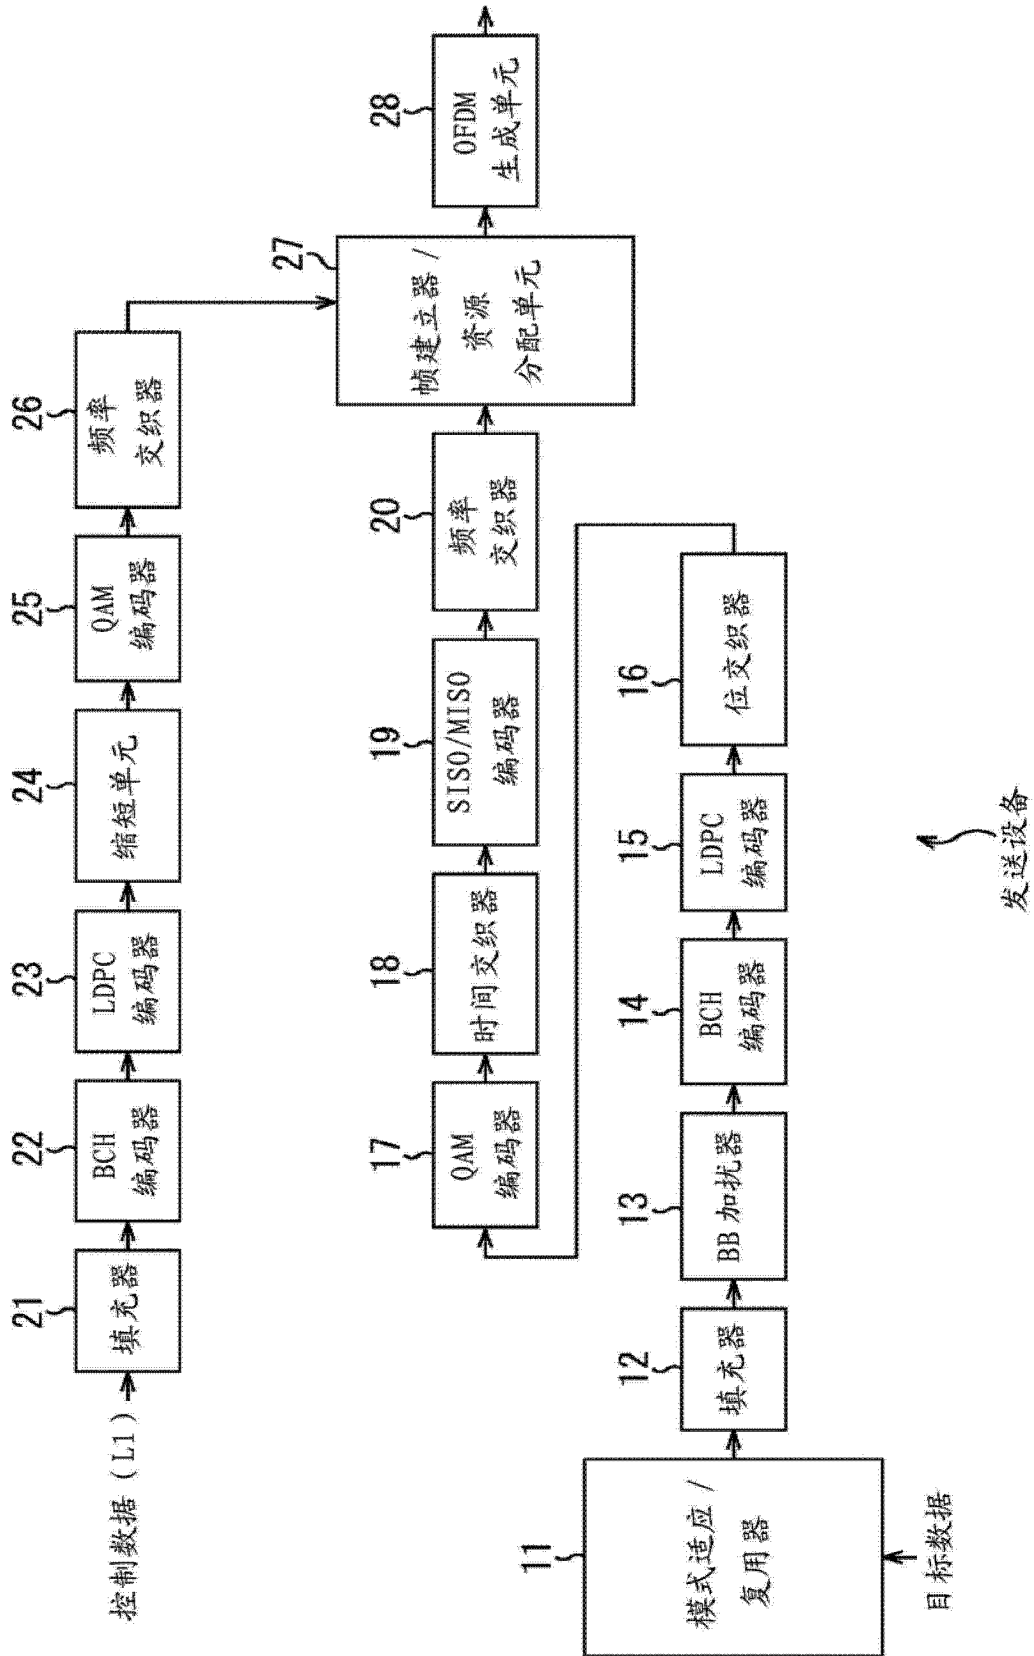 21
填充器
22
BCH
编码器
23
LDPC
编码器
24
缩短单元
25
QAM
编码器
26
频率
交织器
控制数据 (L1)
27
帧建立器 /
资源
分配单元
28
OFDM
生成单元
17
QAM
编码器
18
时间交织器
19
SISO/MISO
编码器
20
频率
交织器
11
模式适应 /
复用器
目标数据
12
填充器
13
BB 加扰器
14
BCH
编码器
15
LDPC
编码器
16
位交织器
发送设备